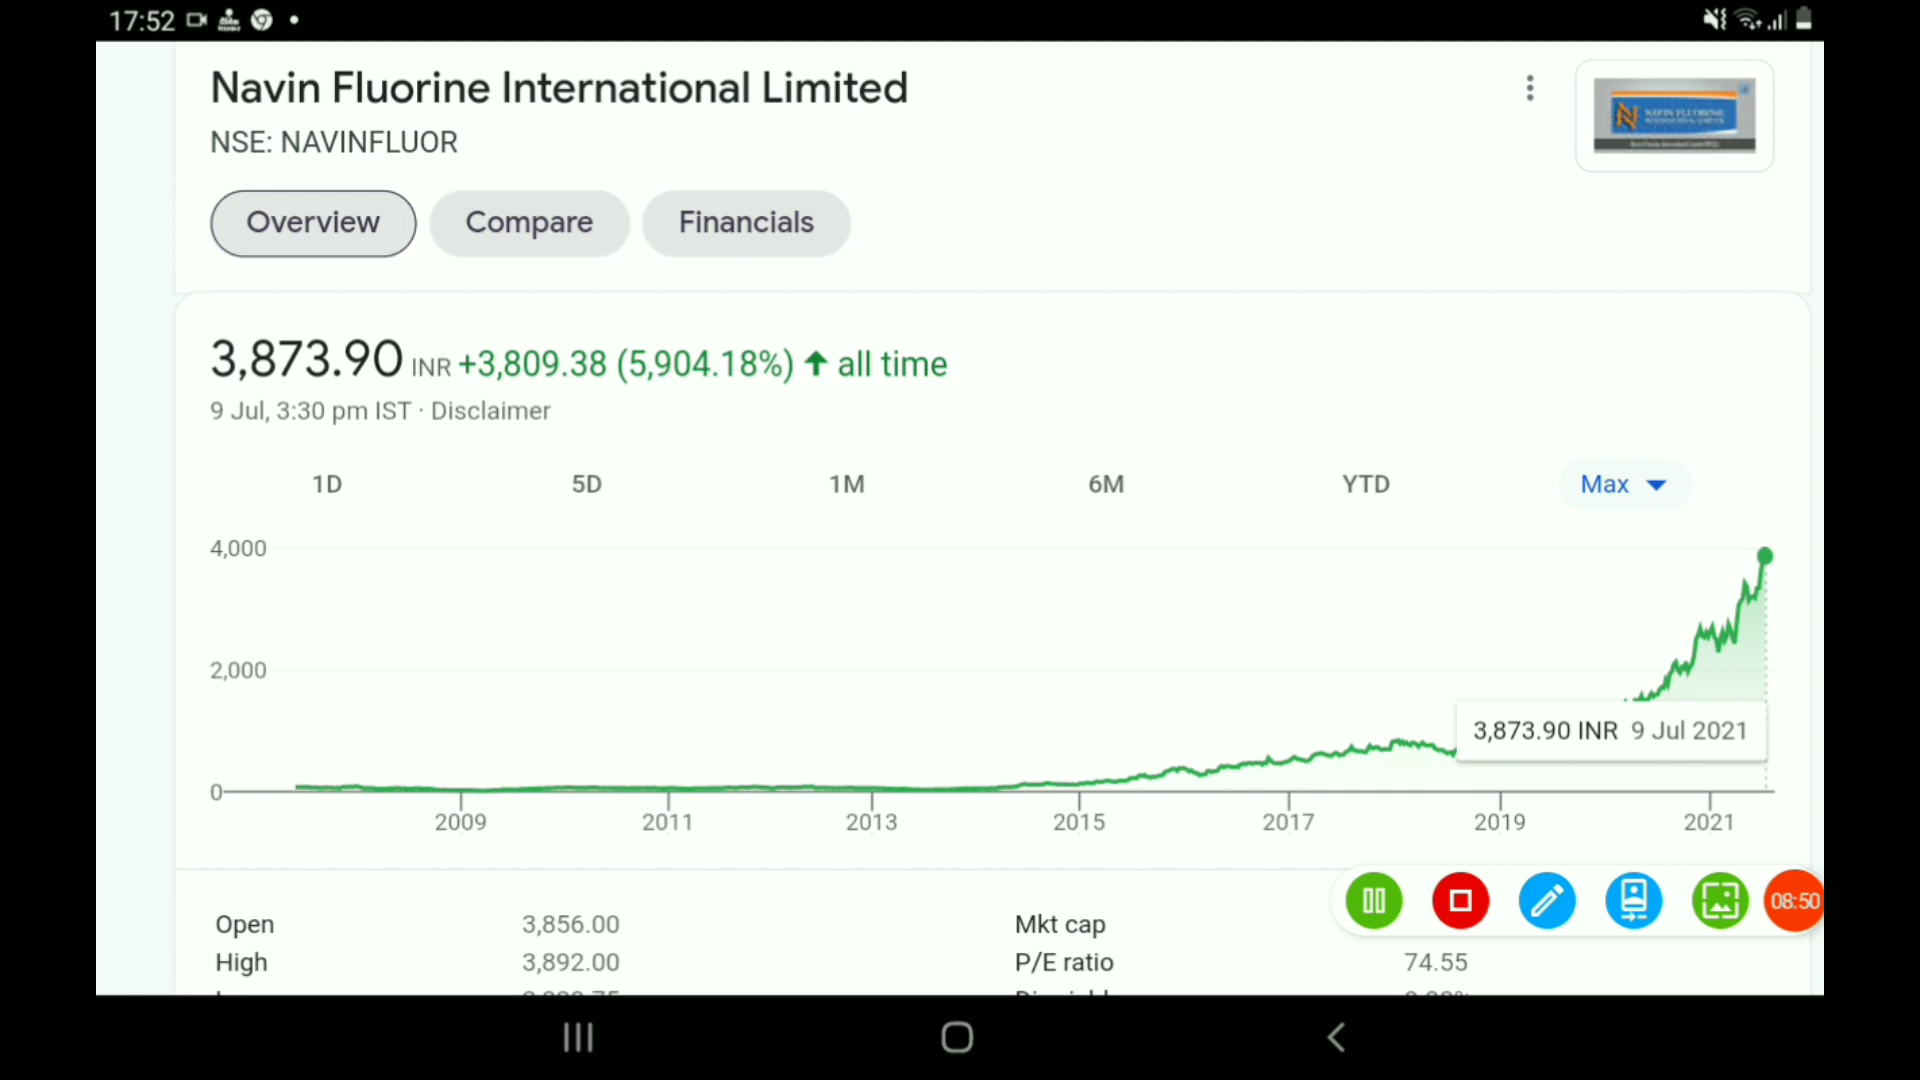 17:52
Navin Fluorine International Limited
NSE: NAVINFLUOR
NAVIN FLUORINE
Overview Compare Financials
3,873.90 INR +3,809.38 (5,904.18%) all time
9 Jul, 3:30 pm IST · Disclaimer
1D 5D 1M 6M YTD Max
4,000
2,000
3,873.90 INR 9 Jul 2021
0
2009 2011 2013 2015 2017 2019 2021
08:50
Open 3,856.00 Mkt cap
High 3,892.00 P/E ratio 74.55